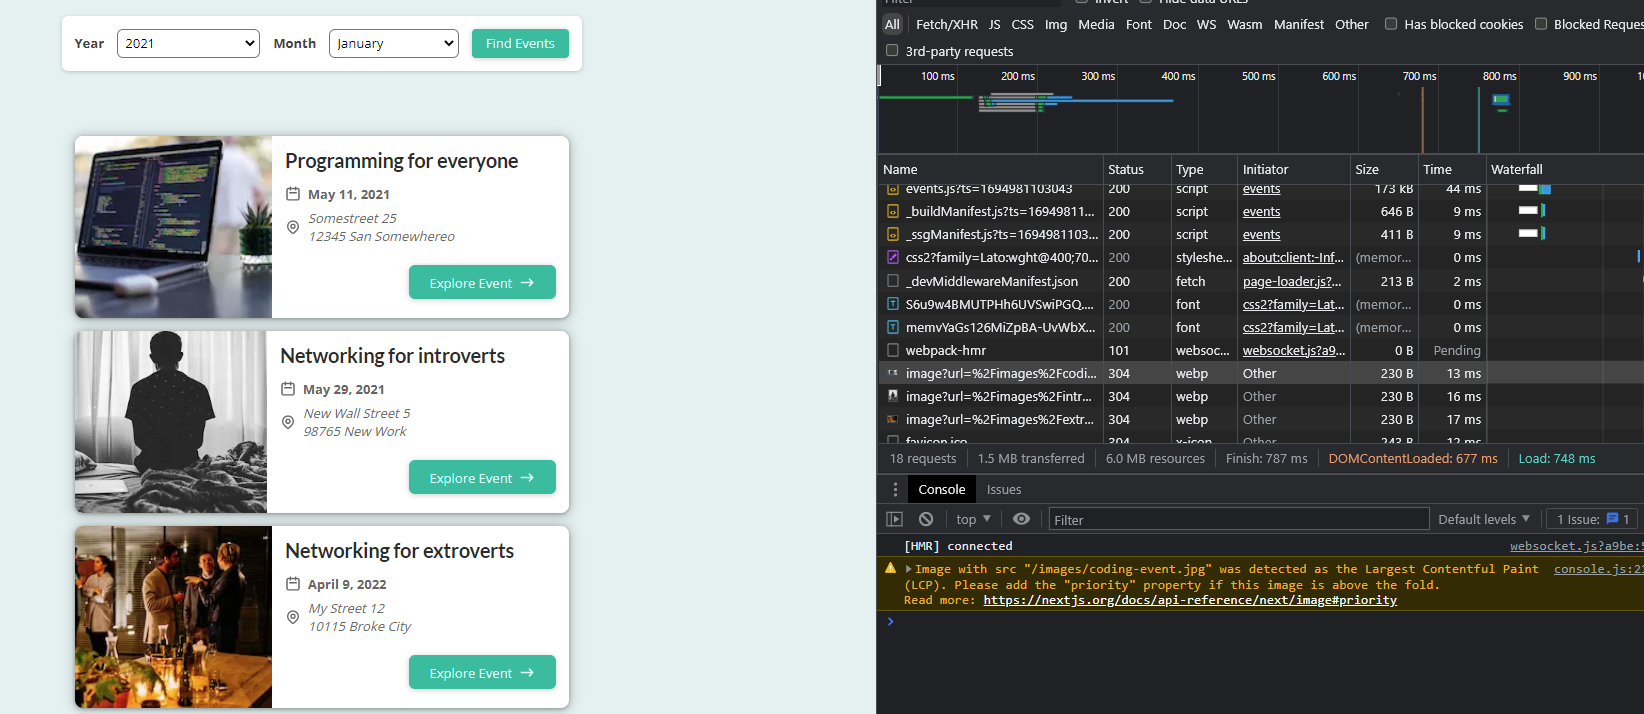 Year 2021 Month January Find Events
Programming for everyone
May 11, 2021
Somestreet 25
12345 San Somewhereo
Explore Event →
Networking for introverts
May 29, 2021
New Wall Street 5
98765 New Work
Explore Event →
Networking for extroverts
April 9, 2022
My Street 12
10115 Broke City
Explore Event →
All Fetch/XHR JS CSS Img Media Font Doc WS Wasm Manifest Other Has blocked cookies Blocked Reques
3rd-party requests
100 ms 200 ms 300 ms 400 ms 500 ms 600 ms 700 ms 800 ms 900 ms
Name Status Type Initiator Size Time Waterfall
events.js?ts=1694981103043 200 script events 173 kB 44 ms
_buildManifest.js?ts=16949811... 200 script events 646 B 9 ms
_ssgManifest.js?ts=1694981103... 200 script events 411 B 9 ms
css2?family=Lato:wght@400;70... 200 styleshe... about:client:-Inf... (memor... 0 ms
_devMiddlewareManifest.json 200 fetch page-loader.js?... 213 B 2 ms
S6u9w4BMUTPHh6UVSwiPGQ.... 200 font css2?family=Lat... (memor... 0 ms
memvYaGs126MiZpBA-UvWbX... 200 font css2?family=Lat... (memor... 0 ms
webpack-hmr 101 websoc... websocket.js?a9... 0 B Pending
image?url=%2Fimages%2Fcodi... 304 webp Other 230 B 13 ms
image?url=%2Fimages%2Fintr... 304 webp Other 230 B 16 ms
image?url=%2Fimages%2Fextr... 304 webp Other 230 B 17 ms
favicon.ico 304 x-icon Other 243 B 12 ms
18 requests 1.5 MB transferred 6.0 MB resources Finish: 787 ms DOMContentLoaded: 677 ms Load: 748 ms
Console Issues
top Filter Default levels 1 Issue: 1
[HMR] connected websocket.js?a9be:5
Image with src "/images/coding-event.jpg" was detected as the Largest Contentful Paint console.js:21
(LCP). Please add the "priority" property if this image is above the fold.
Read more: https://nextjs.org/docs/api-reference/next/image#priority